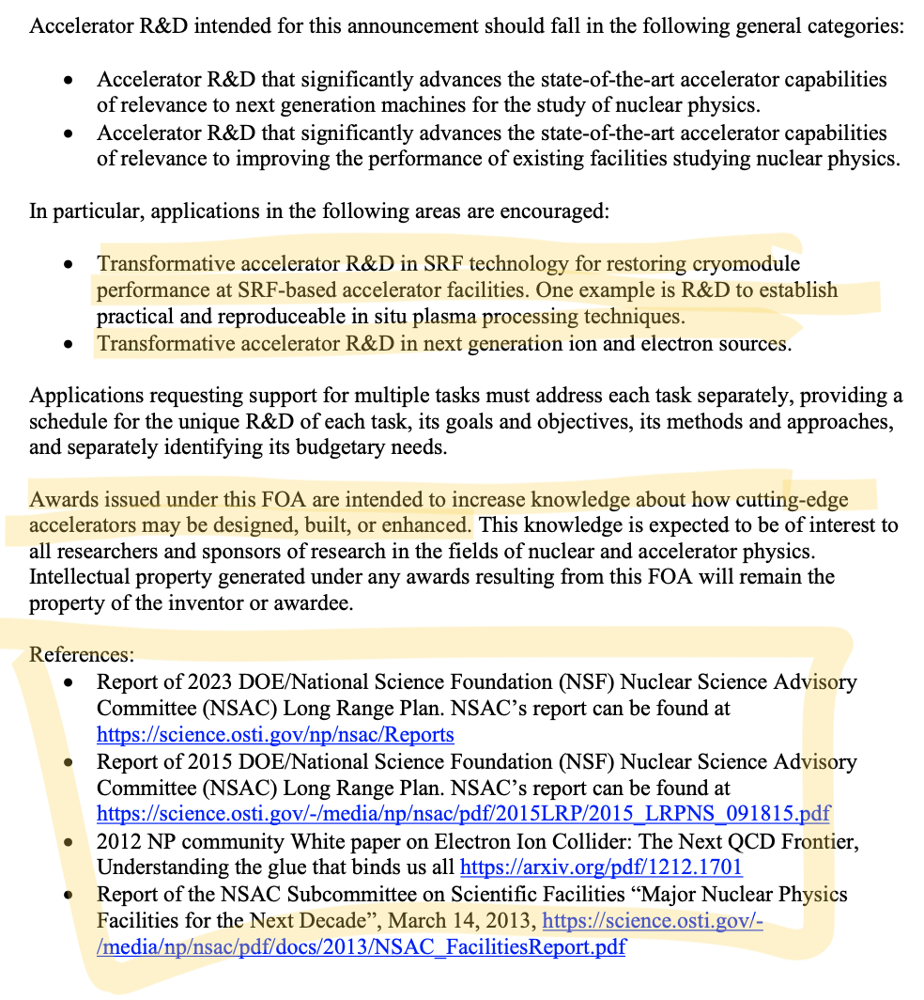 Accelerator R&D intended for this announcement should fall in the following general categories:
• Accelerator R&D that significantly advances the state-of-the-art accelerator capabilities
of relevance to next generation machines for the study of nuclear physics.
• Accelerator R&D that significantly advances the state-of-the-art accelerator capabilities
of relevance to improving the performance of existing facilities studying nuclear physics.
In particular, applications in the following areas are encouraged:
• Transformative accelerator R&D in SRF technology for restoring cryomodule
performance at SRF-based accelerator facilities. One example is R&D to establish
practical and reproduceable in situ plasma processing techniques.
• Transformative accelerator R&D in next generation ion and electron sources.
Applications requesting support for multiple tasks must address each task separately, providing a
schedule for the unique R&D of each task, its goals and objectives, its methods and approaches,
and separately identifying its budgetary needs.
Awards issued under this FOA are intended to increase knowledge about how cutting-edge
accelerators may be designed, built, or enhanced. This knowledge is expected to be of interest to
all researchers and sponsors of research in the fields of nuclear and accelerator physics.
Intellectual property generated under any awards resulting from this FOA will remain the
property of the inventor or awardee.
References:
• Report of 2023 DOE/National Science Foundation (NSF) Nuclear Science Advisory
Committee (NSAC) Long Range Plan. NSAC’s report can be found at
https://science.osti.gov/np/nsac/Reports
• Report of 2015 DOE/National Science Foundation (NSF) Nuclear Science Advisory
Committee (NSAC) Long Range Plan. NSAC’s report can be found at
https://science.osti.gov/-/media/np/nsac/pdf/2015LRP/2015_LRPNS_091815.pdf
• 2012 NP community White paper on Electron Ion Collider: The Next QCD Frontier,
Understanding the glue that binds us all https://arxiv.org/pdf/1212.1701
• Report of the NSAC Subcommittee on Scientific Facilities “Major Nuclear Physics
Facilities for the Next Decade”, March 14, 2013, https://science.osti.gov/-
/media/np/nsac/pdf/docs/2013/NSAC_FacilitiesReport.pdf